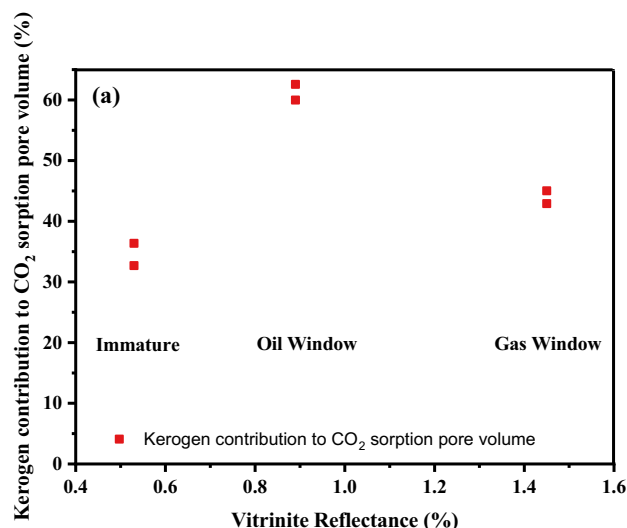 Kerogen contribution to CO₂ sorption pore volume (%)
(a)
60
50
40
30
20
10
0
Immature
Oil Window
Gas Window
Kerogen contribution to CO₂ sorption pore volume
0.4
0.6
0.8
1.0
1.2
1.4
1.6
Vitrinite Reflectance (%)